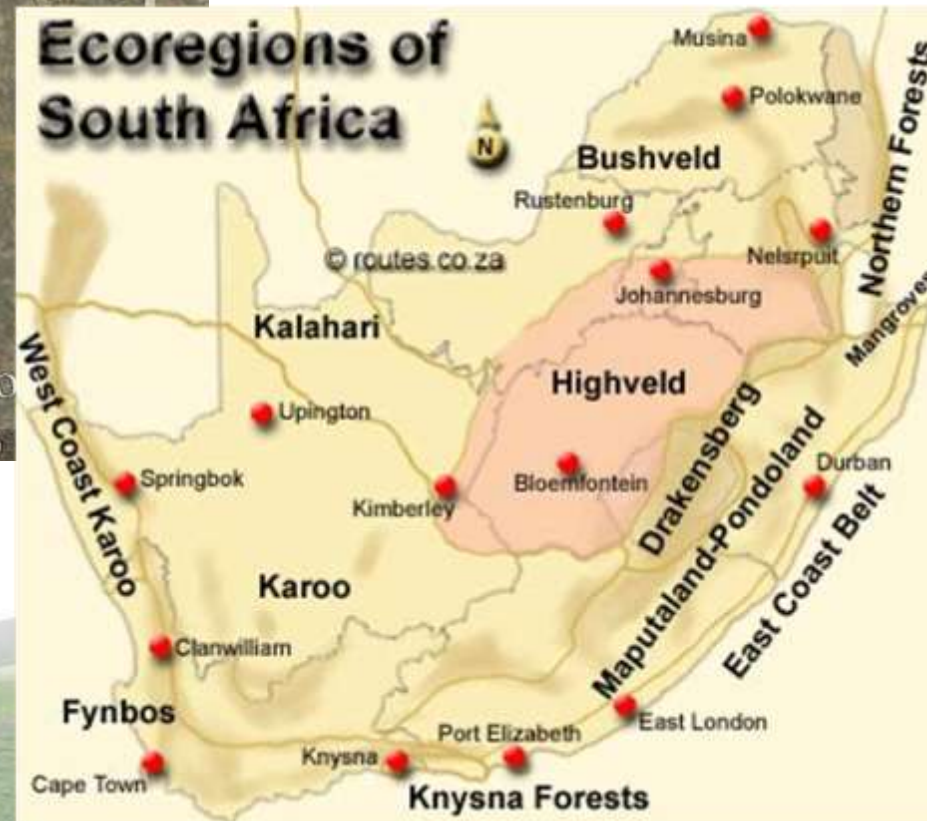 Ecoregions of
South Africa
N
Musina
Polokwane
Bushveld
Northern Forests
Rustenburg
Nelsrpuit
© routes.co.za
Johannesburg
Mangroves
Kalahari
West Coast Karoo
Highveld
Upington
Drakensberg
Maputaland-Pondoland
Springbok
Kimberley
Bloemfontein
Durban
East Coast Belt
Karoo
Clanwilliam
Fynbos
East London
Port Elizabeth
Knysna
Cape Town
Knysna Forests